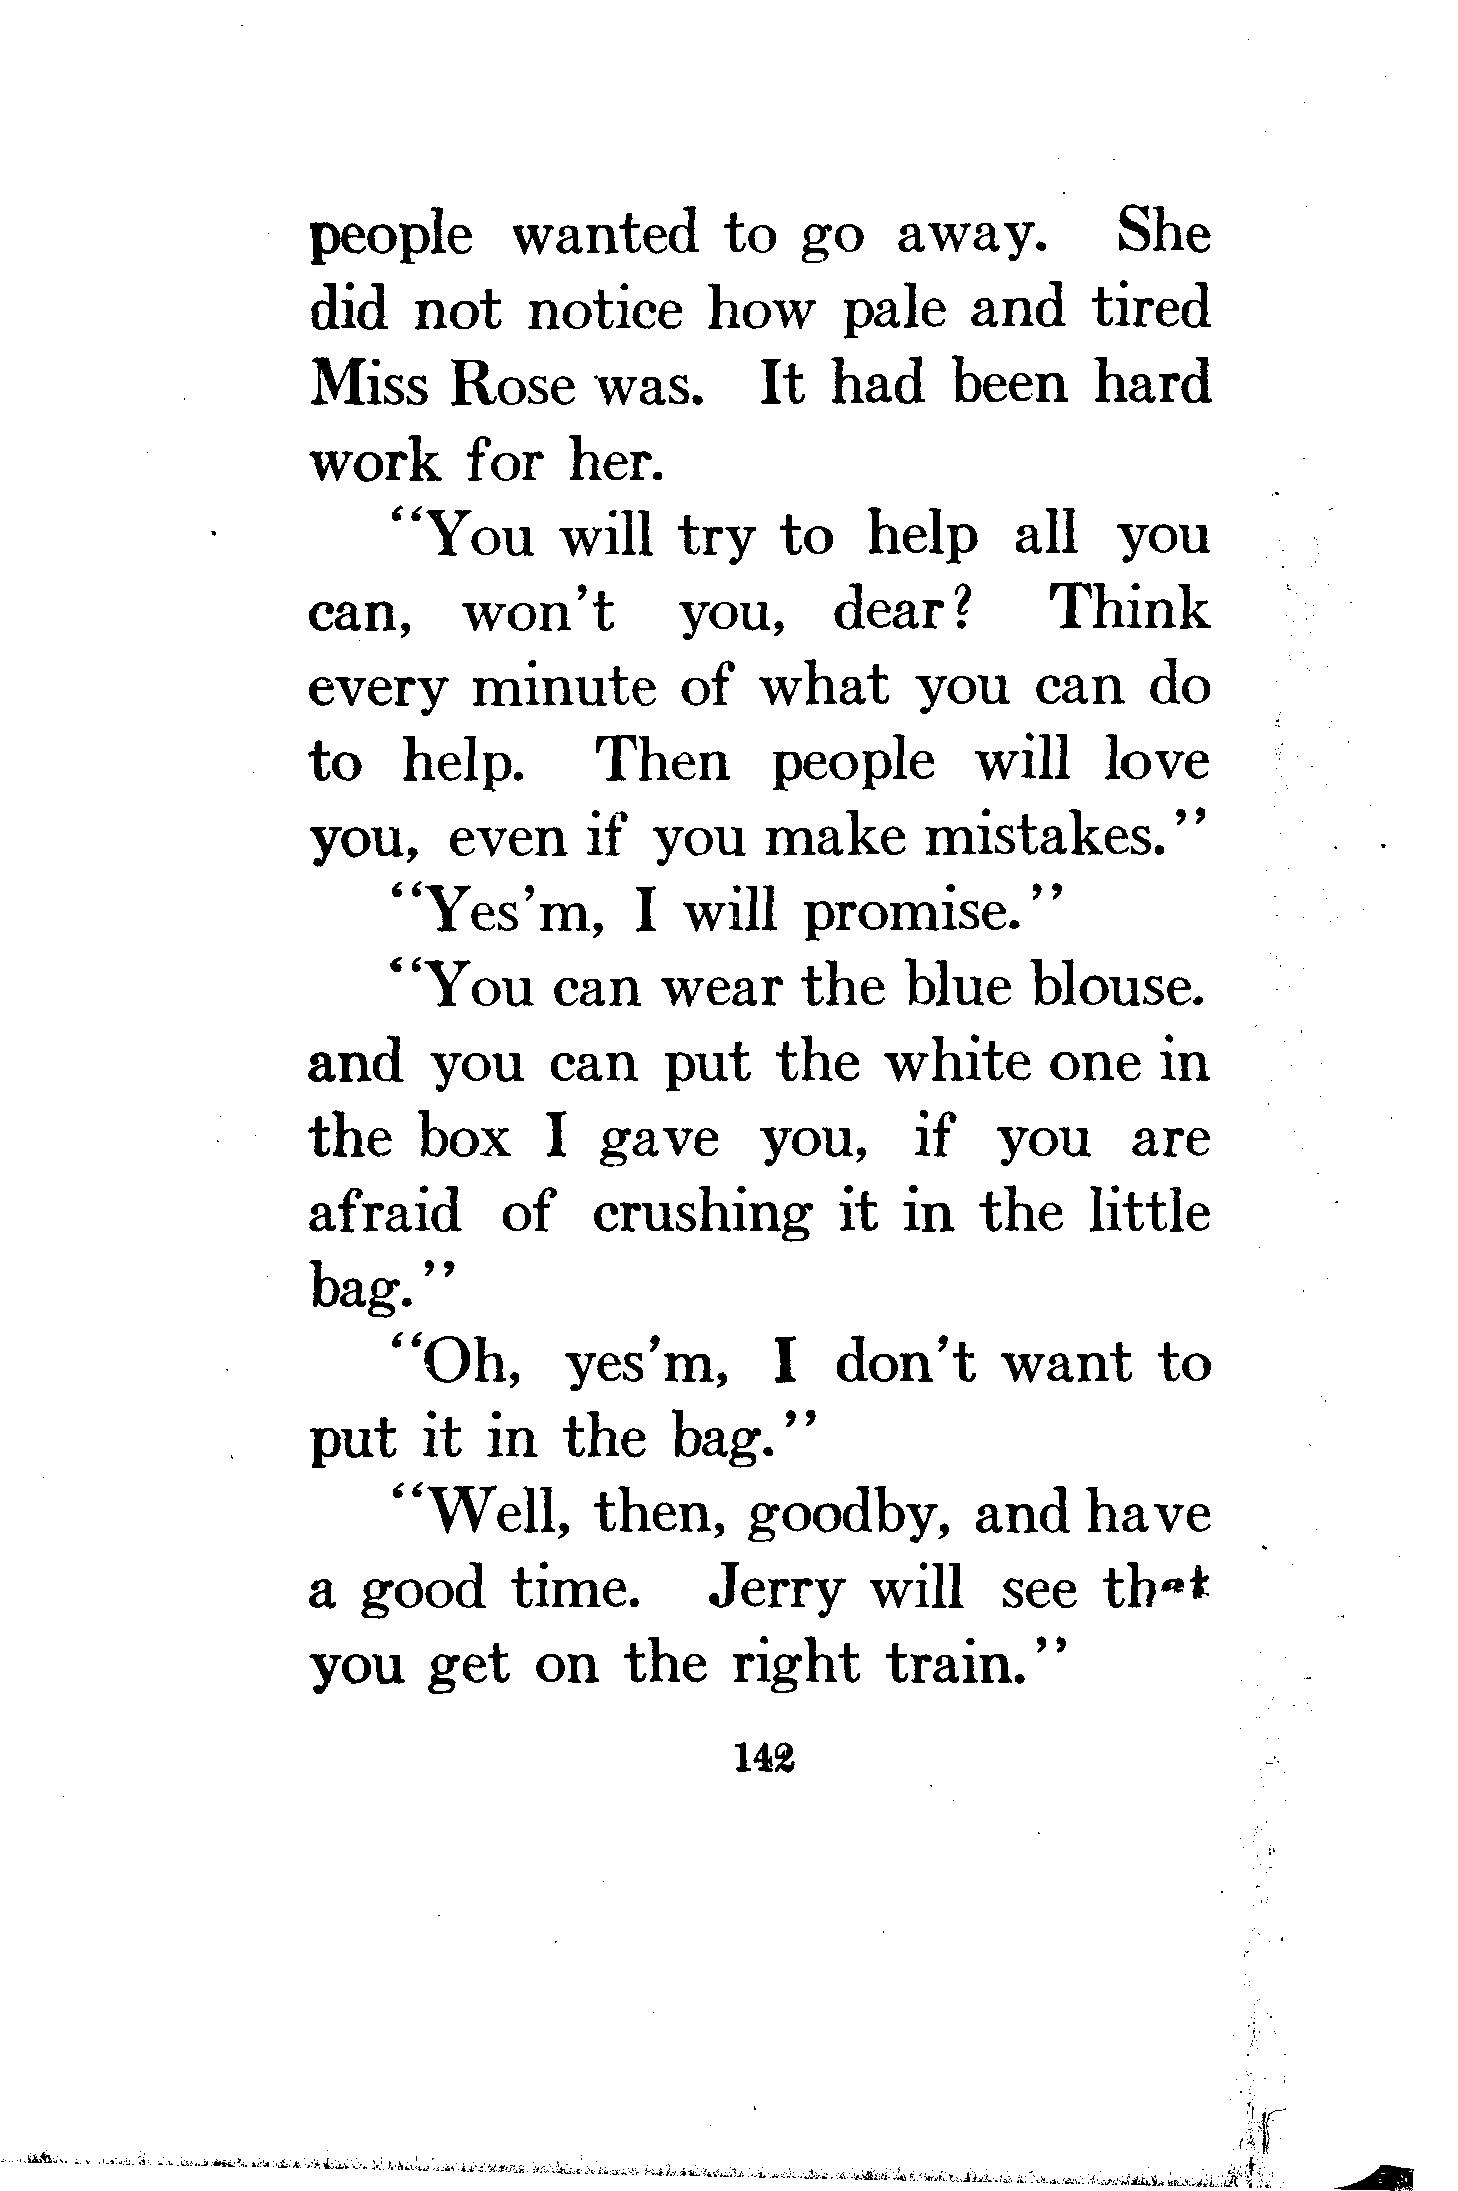 people wanted to go away. She
did not notice how pale and tired
Miss Rose was. It had been hard
work for her.
"You will try to help all you
can, won't you, dear? Think
every minute of what you can do
to help. Then people will love
you, even if you make mistakes."
"Yes'm, I will promise."
"You can wear the blue blouse.
and you can put the white one in
the box I gave you, if you are
afraid of crushing it in the little
bag."
"Oh, yes'm, I don't want to
put it in the bag."
"Well, then, goodby, and have
a good time. Jerry will see that
you get on the right train."
142